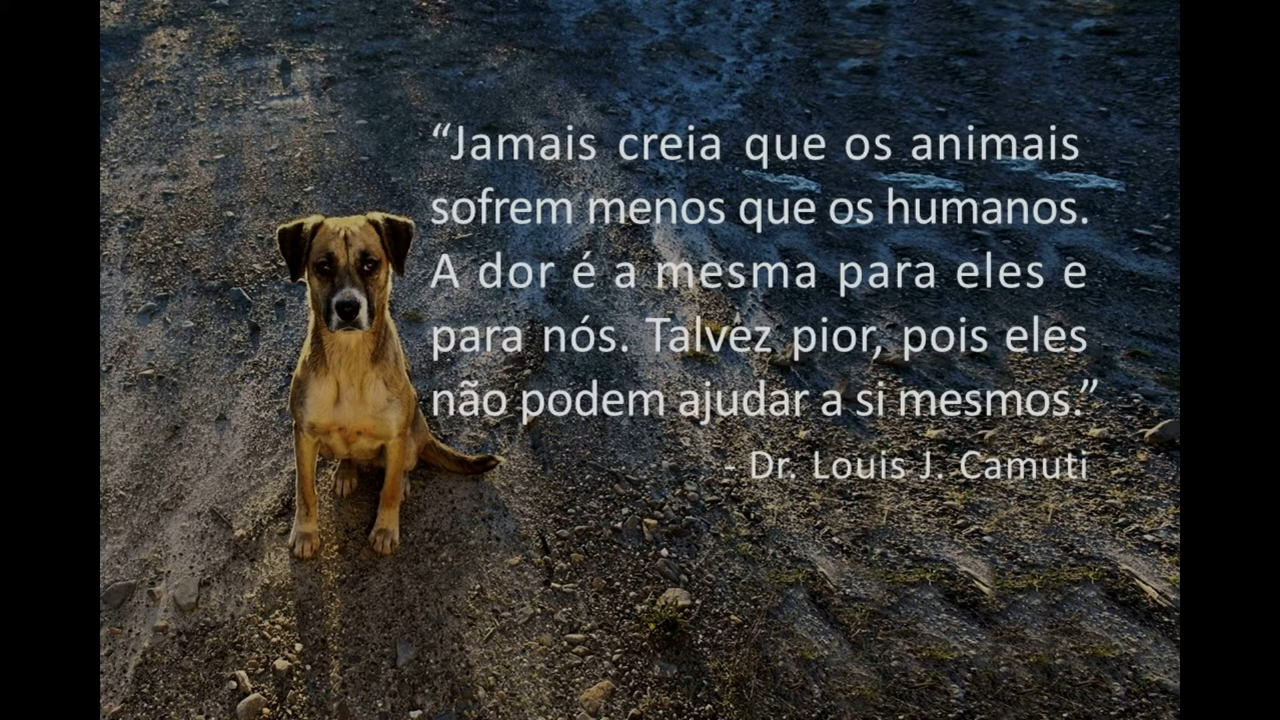 “Jamais creia que os animais
sofrem menos que os humanos.
A dor é a mesma para eles e
para nós. Talvez pior, pois eles
não podem ajudar a si mesmos.”
- Dr. Louis J. Camuti